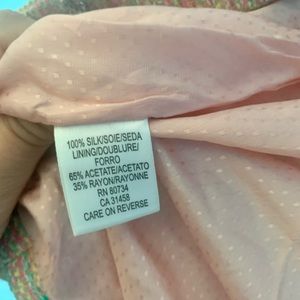 100% SILK/SOIE/SEDA
LINING/DOUBLURE/
FORRO
65% ACETATE/ACETATO
35% RAYON/RAYONNE
RN 60734
CA 31458
CARE ON REVERSE